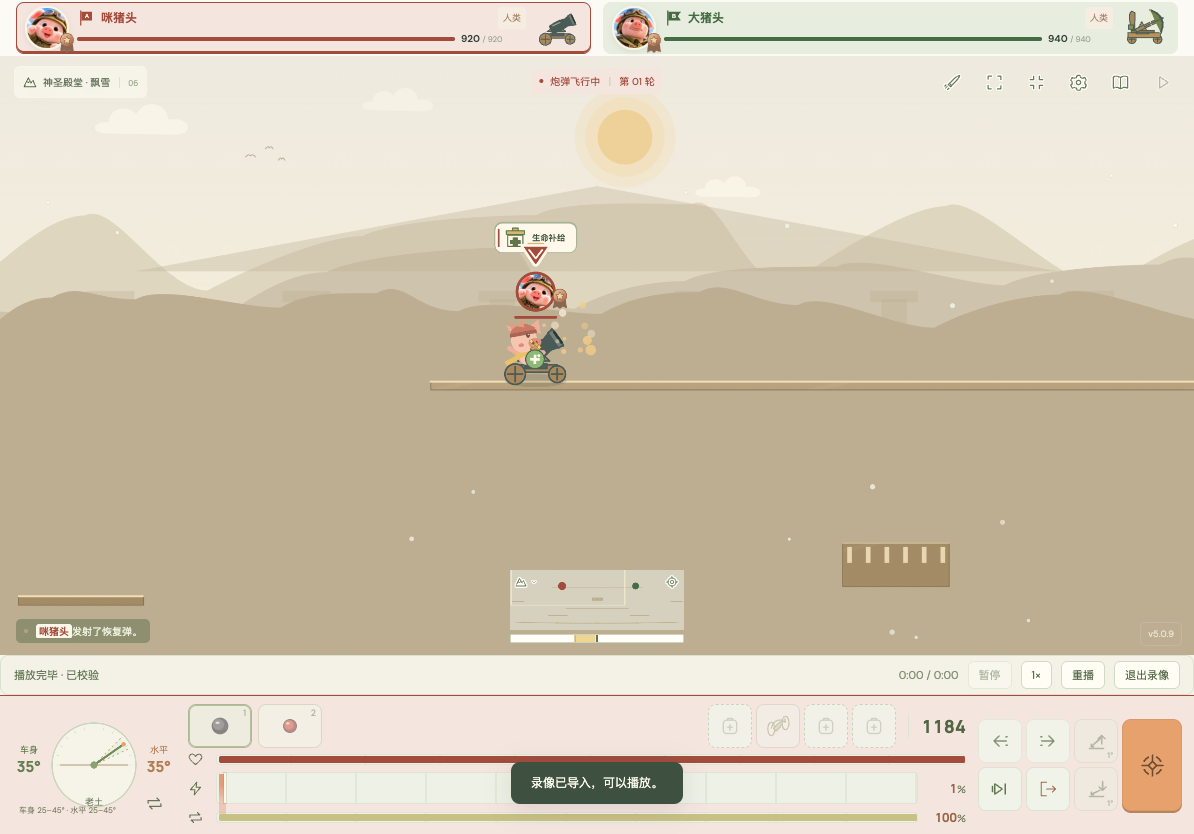 A 咪猪头 人类
920 / 920
B 大猪头 人类
940 / 940
神圣殿堂 · 飘雪 06
炮弹飞行中 第 01 轮
生命补给
咪猪头 发射了恢复弹。
v5.0.9
播放完毕 · 已校验
0:00 / 0:00 暂停 1× 重播 退出录像
1 2
1184
车身 35°
水平 35°
老土
车身 25–45° · 水平 25–45°
1°
1°
录像已导入，可以播放。
1%
100%